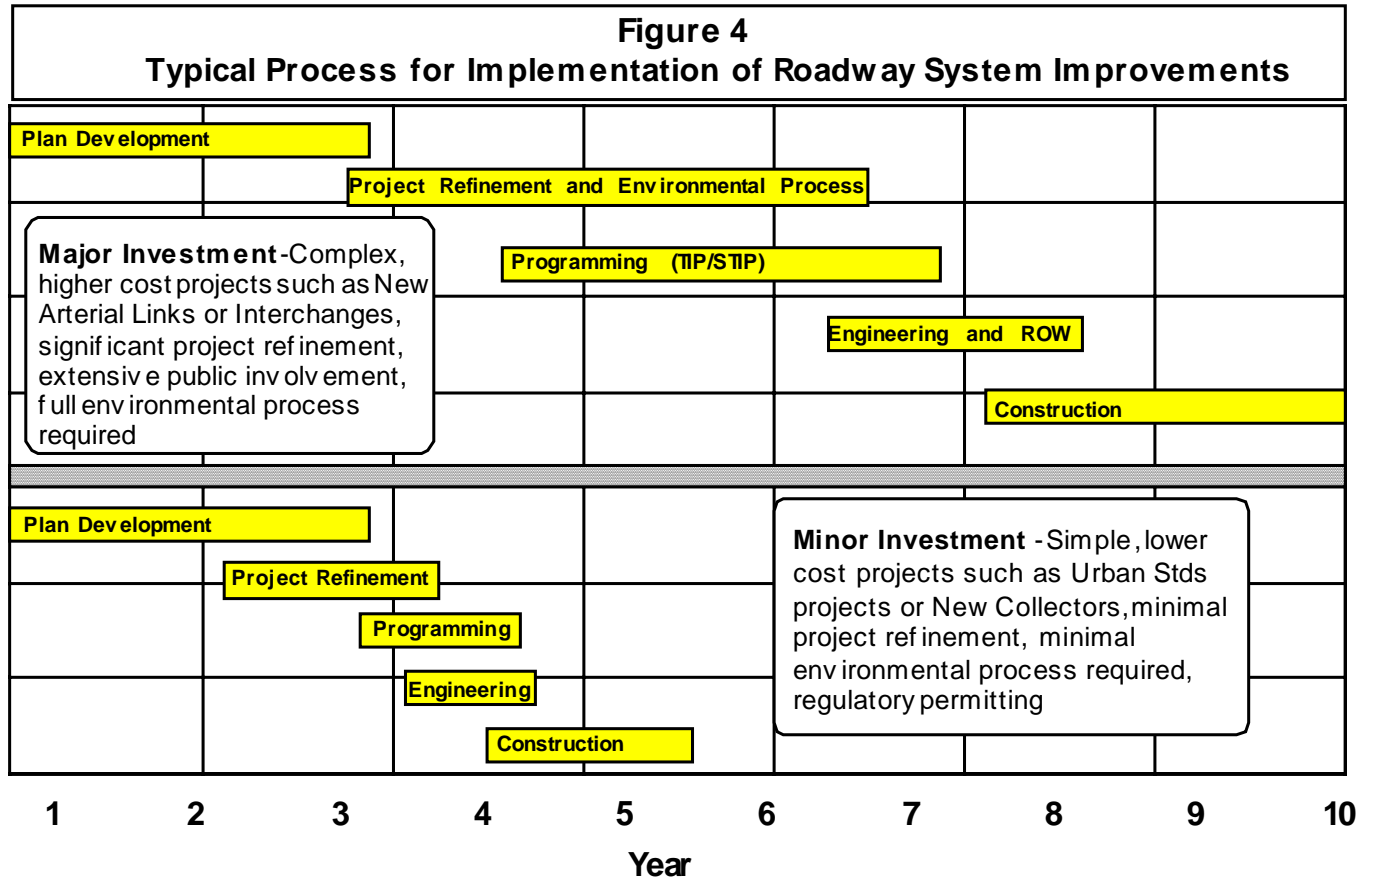 Figure 4
Typical Process for Implementation of Roadway System Improvements
Plan Development
Project Refinement and Environmental Process
Major Investment-Complex,
higher cost projects such as New
Arterial Links or Interchanges,
significant project refinement,
extensive public involvement,
full environmental process
required
Programming (TIP/STIP)
Engineering and ROW
Construction
Plan Development
Project Refinement
Programming
Engineering
Construction
Minor Investment -Simple, lower
cost projects such as Urban Stds
projects or New Collectors, minimal
project refinement, minimal
environmental process required,
regulatory permitting
1 2 3 4 5 6 7 8 9 10
Year